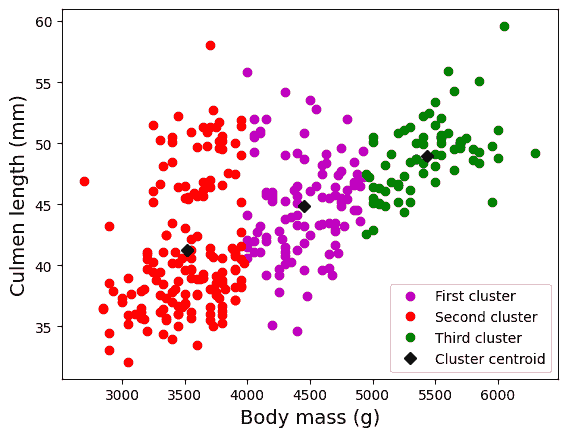 60
55
50
45
40
35
Culmen length (mm)
First cluster
Second cluster
Third cluster
Cluster centroid
3000 3500 4000 4500 5000 5500 6000
Body mass (g)